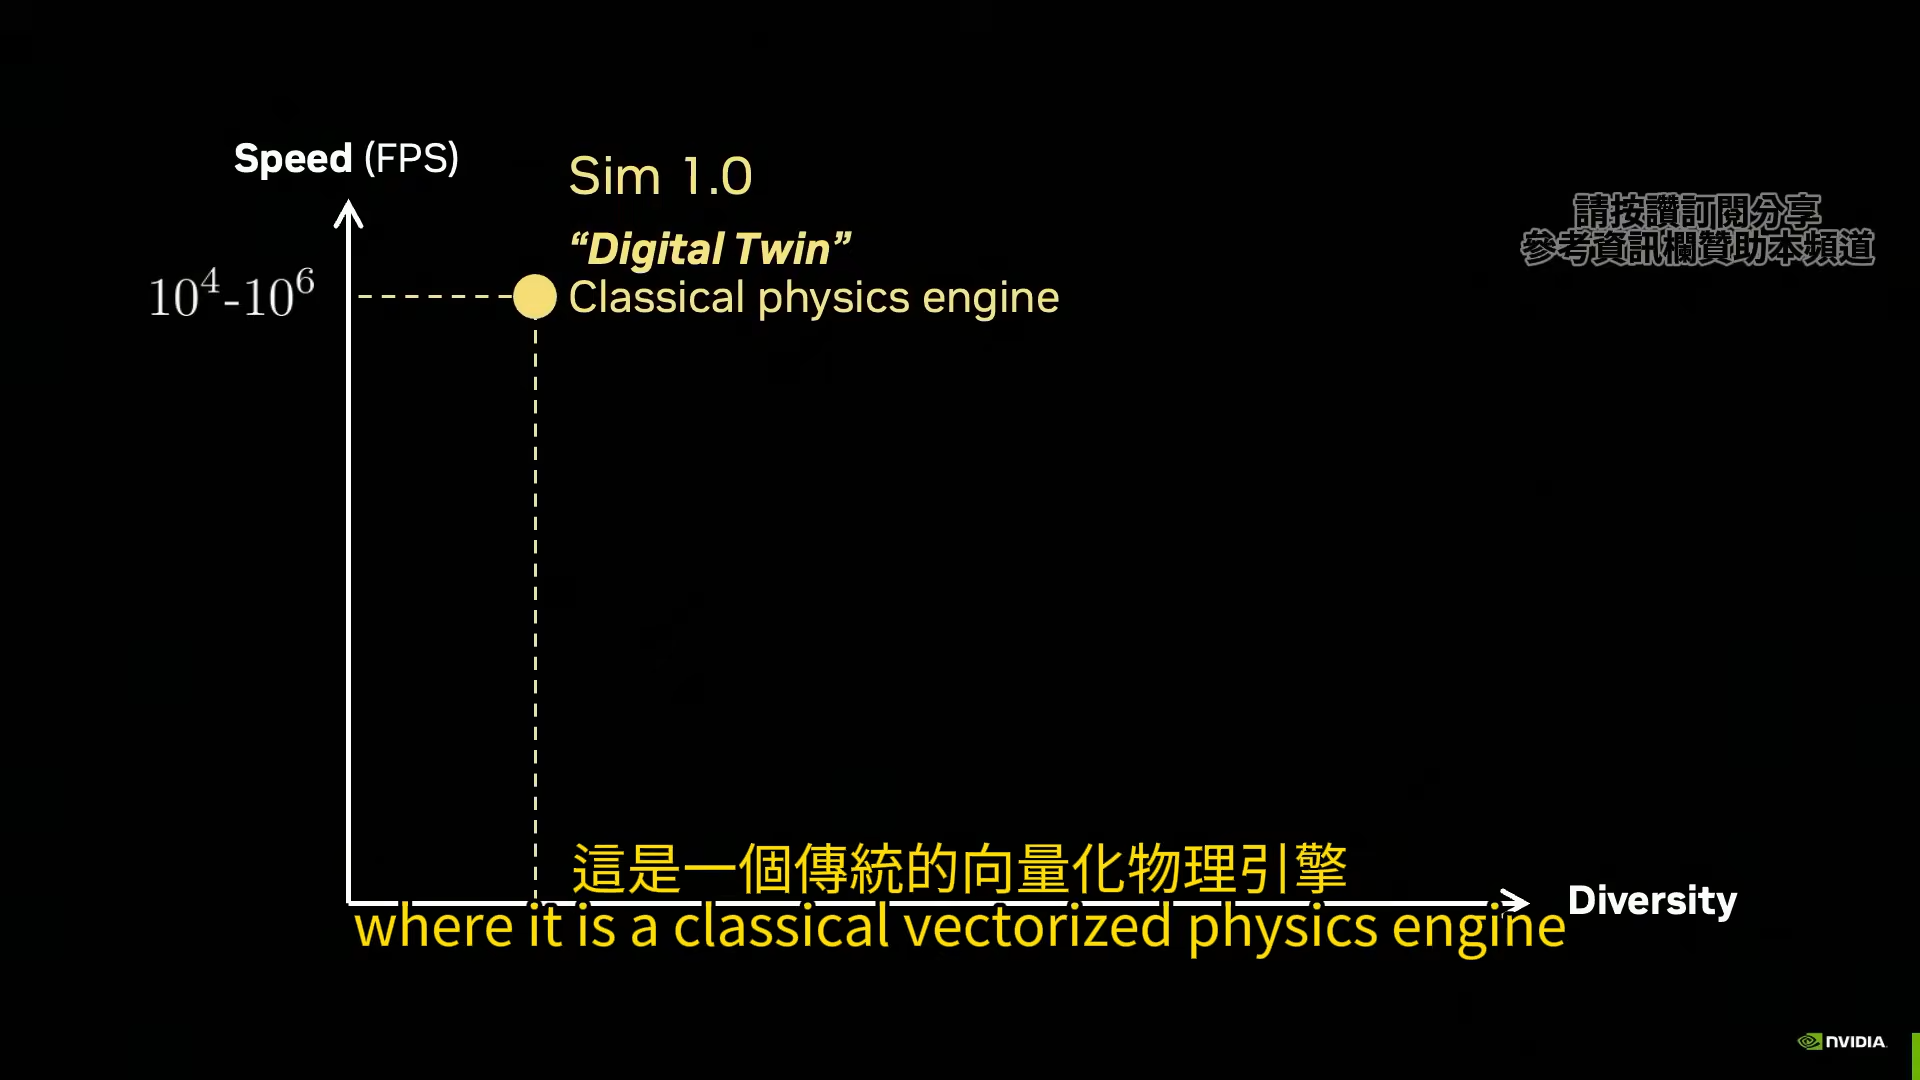 Speed (FPS)
Sim 1.0
“Digital Twin”
10⁴-10⁶
Classical physics engine
請按讚訂閱分享
參考資訊欄贊助本頻道
這是一個傳統的向量化物理引擎
Diversity
where it is a classical vectorized physics engine
NVIDIA